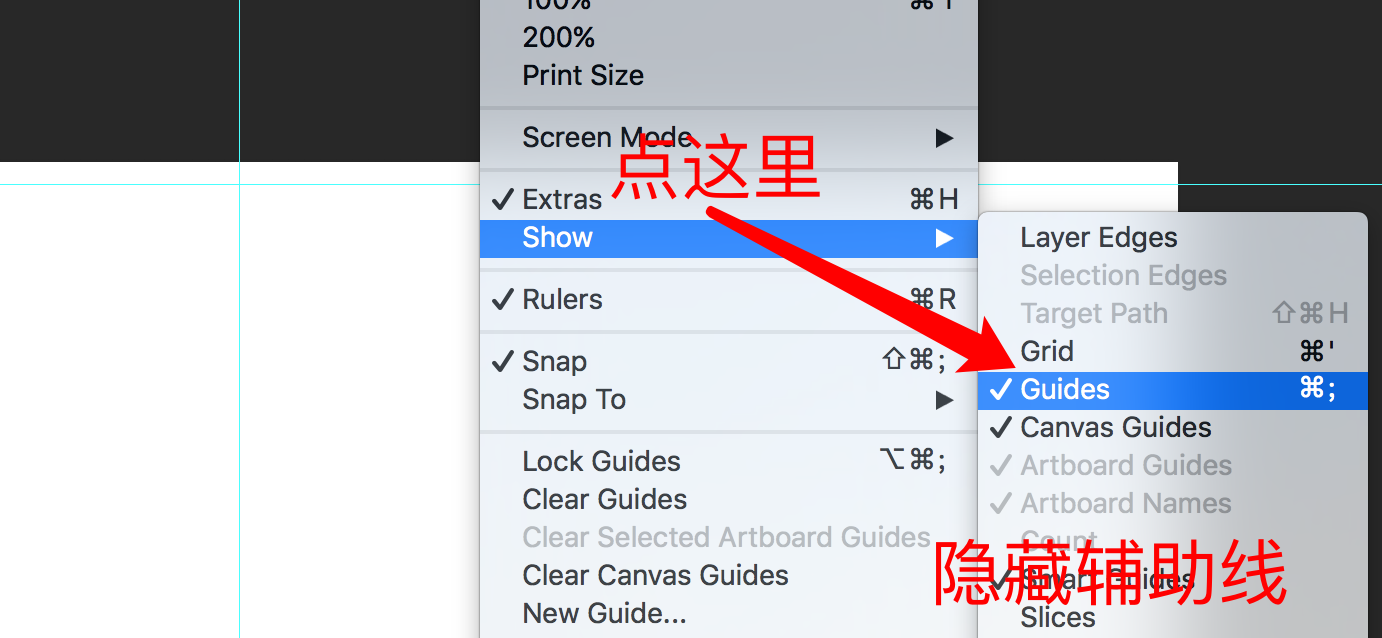 100%
200%
Print Size
Screen Mode
点这里
✓ Extras ⌘H
Show
✓ Rulers ⌘R
✓ Snap ⇧⌘;
Snap To
Lock Guides ⌥⌘;
Clear Guides
Clear Selected Artboard Guides
Clear Canvas Guides
New Guide...
Layer Edges
Selection Edges
Target Path ⇧⌘H
Grid ⌘'
✓ Guides ⌘;
✓ Canvas Guides
✓ Artboard Guides
✓ Artboard Names
Count
隐藏辅助线
✓ Smart Guides
Slices